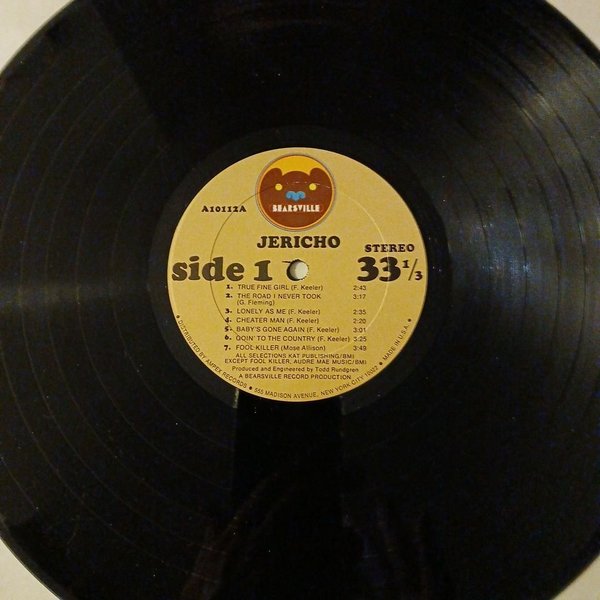 BEARSVILLE
A10112A
JERICHO
STEREO
side 1
33 1/3
1. TRUE FINE GIRL (F. Keeler) 2:43
2. THE ROAD I NEVER TOOK 3:17
(G. Fleming)
3. LONELY AS ME (F. Keeler) 2:35
4. CHEATER MAN (F. Keeler) 2:20
5. BABY'S GONE AGAIN (F. Keeler) 3:01
6. GOIN' TO THE COUNTRY (F. Keeler) 3:25
7. FOOL KILLER (Mose Allison) 3:49
ALL SELECTIONS KAT PUBLISHING/BMI
EXCEPT FOOL KILLER, AUDRE MAE MUSIC/BMI
Produced and Engineered by Todd Rundgren
A BEARSVILLE RECORD PRODUCTION
• DISTRIBUTED BY AMPEX RECORDS • 555 MADISON AVENUE, NEW YORK CITY 10022 • MADE IN U.S.A. •